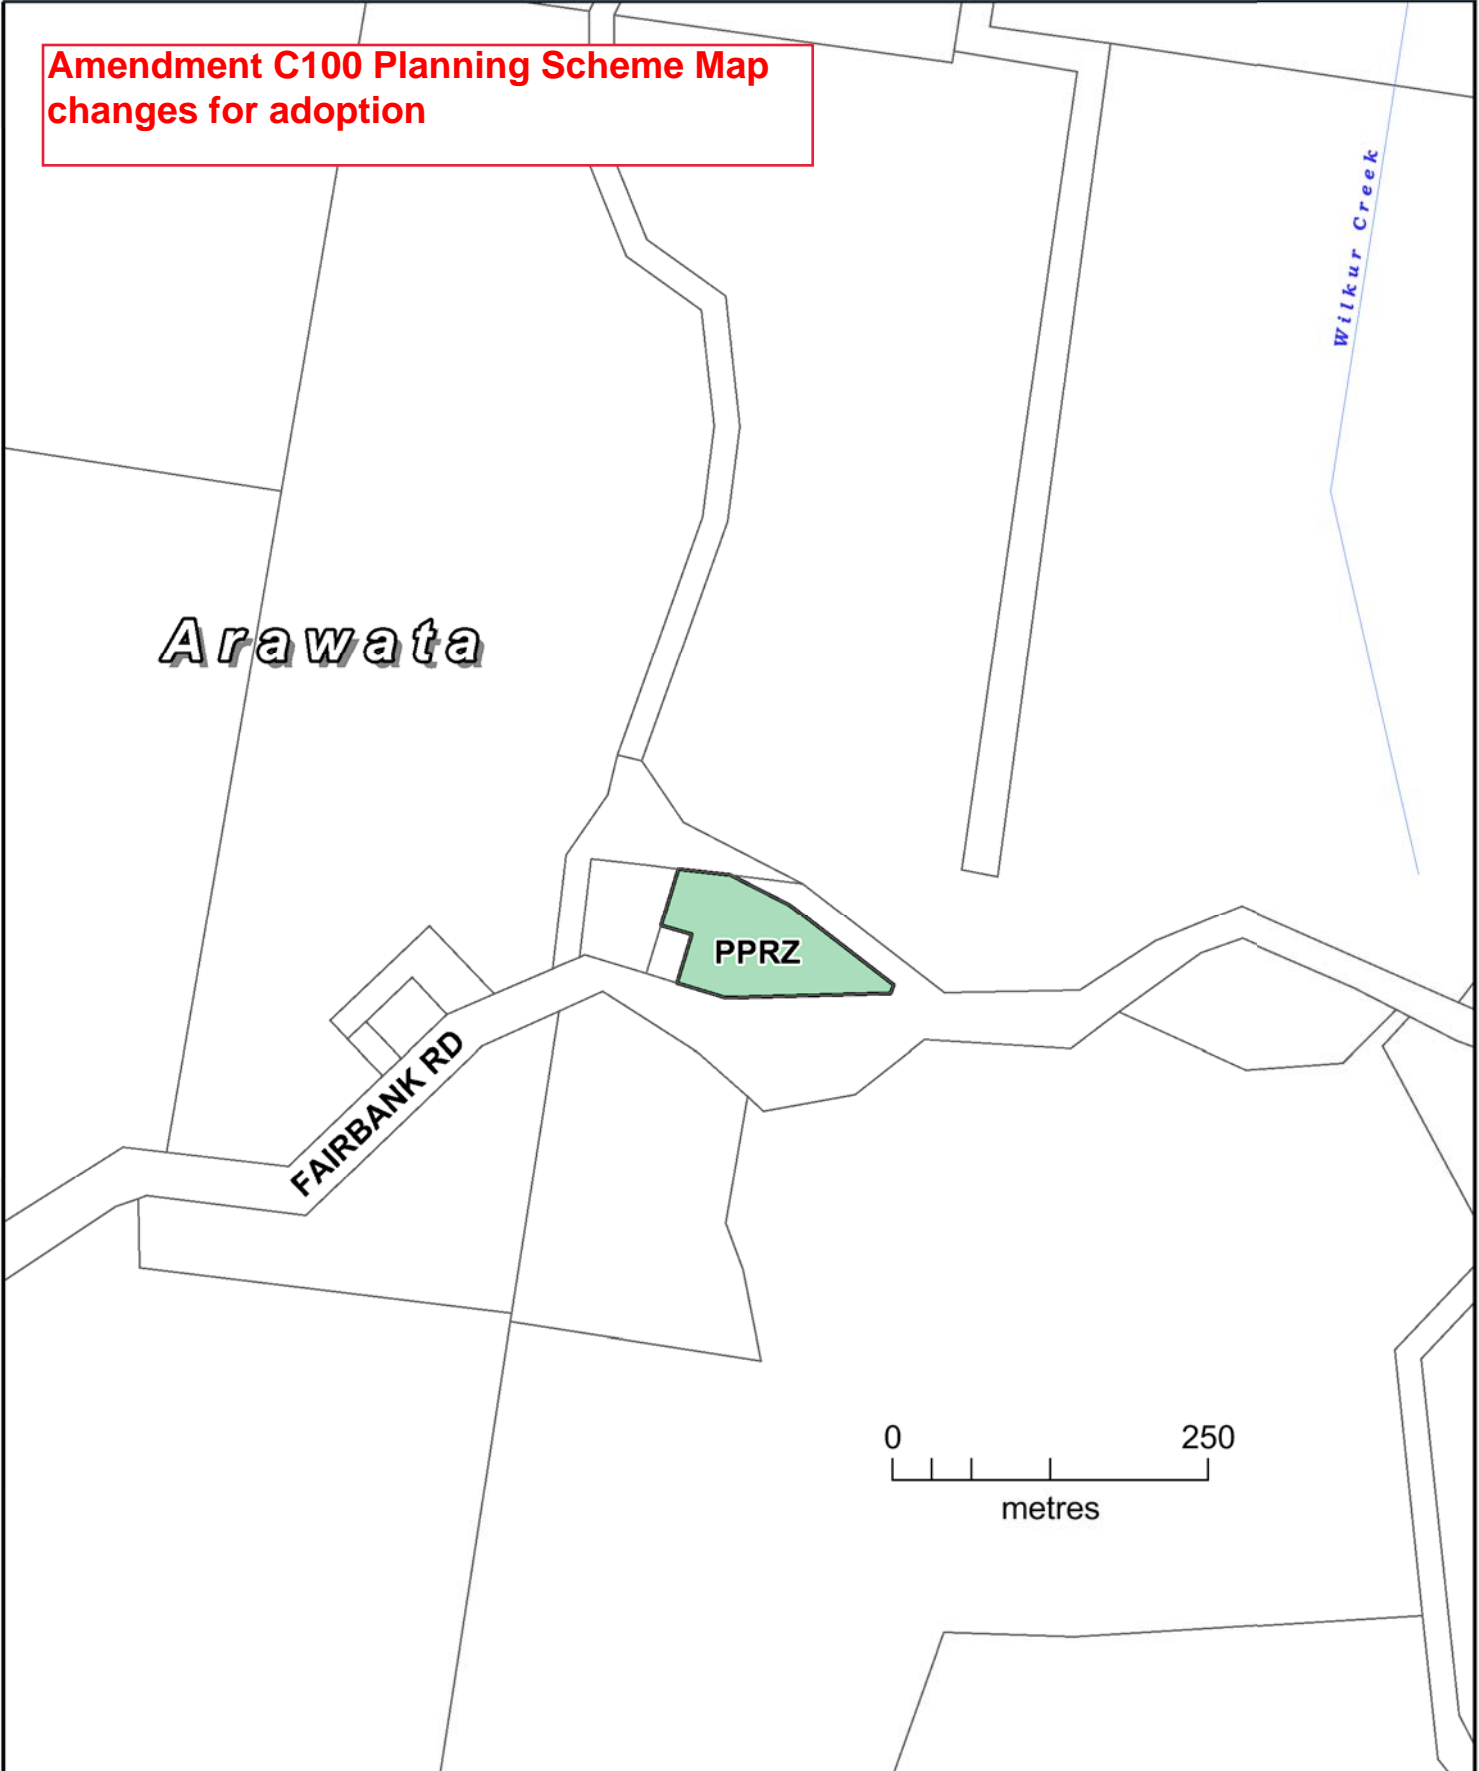 Amendment C100 Planning Scheme Map
changes for adoption
Wilkur Creek
Arawata
PPRZ
FAIRBANK RD
0 250
metres